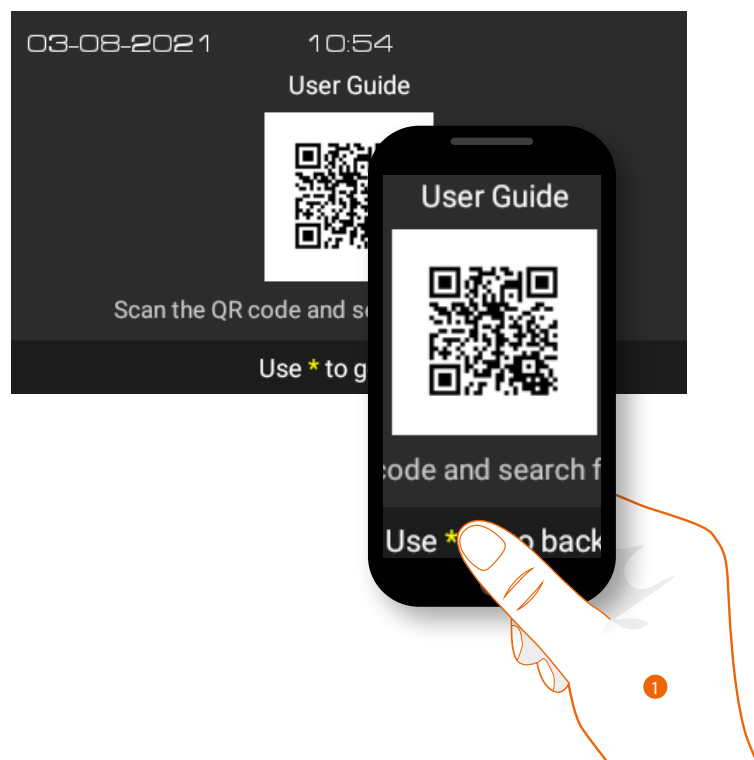 03-08-2021 10:54
User Guide
Scan the QR code and
Use * to
User Guide
code and search
Use * back
1